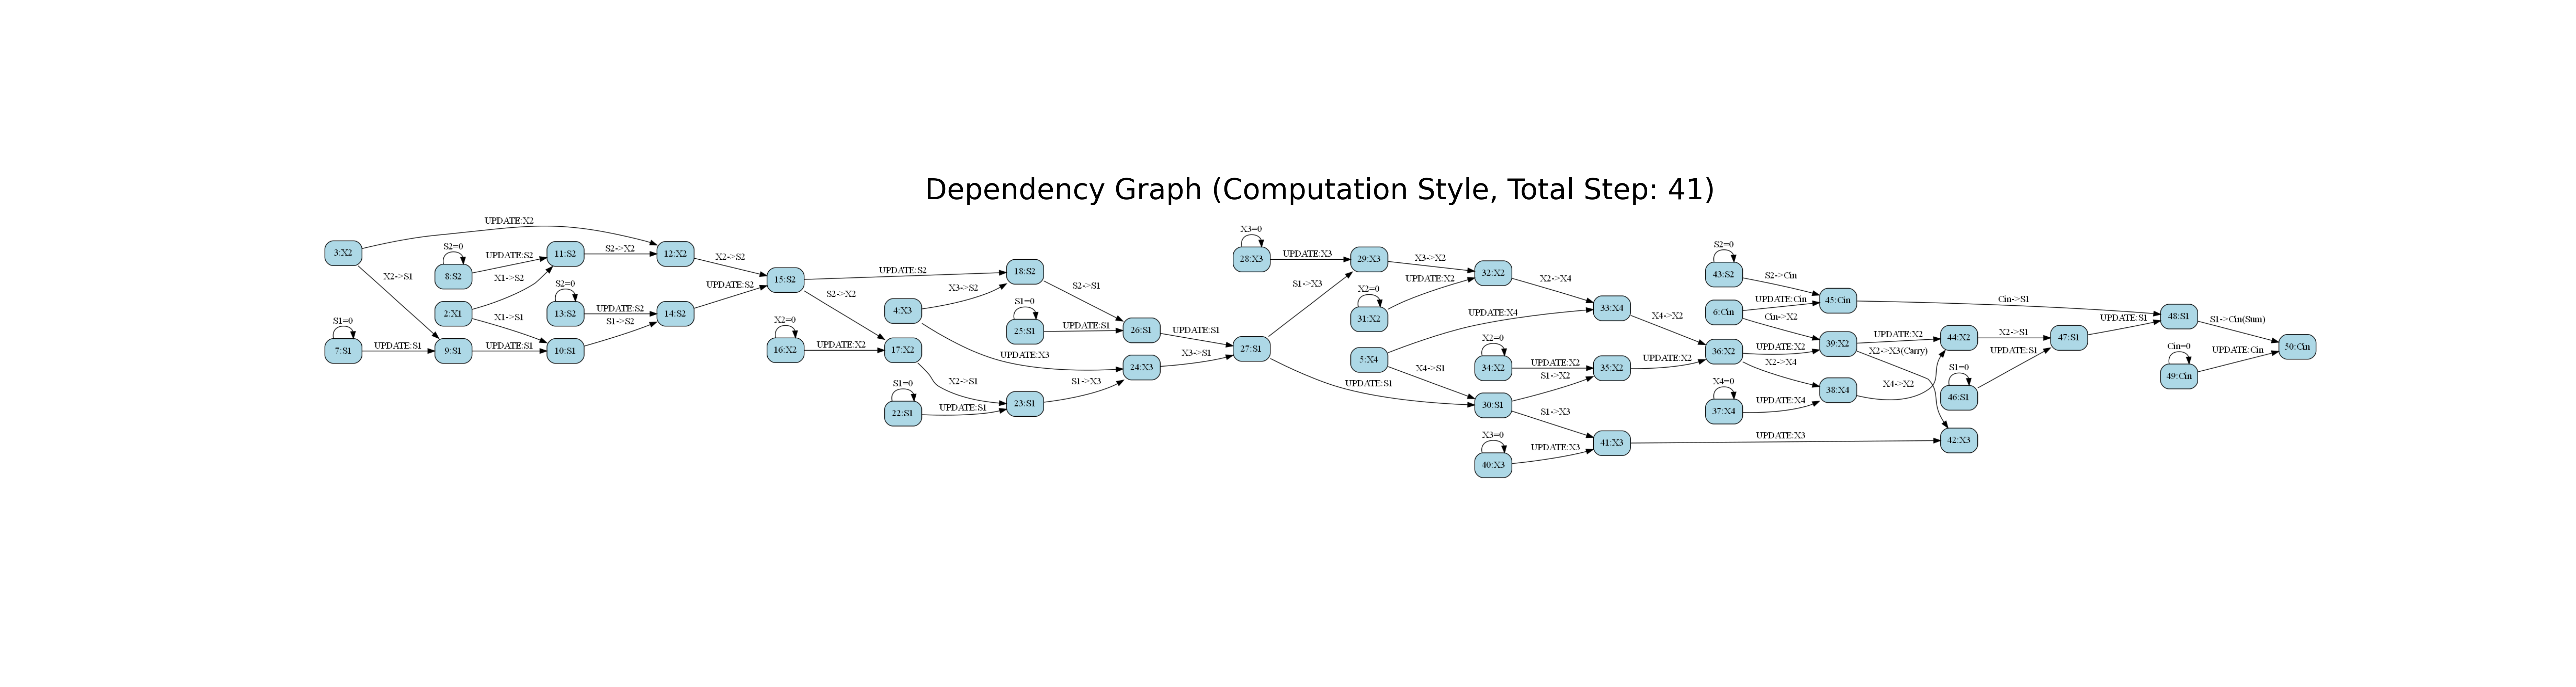 Dependency Graph (Computation Style, Total Step: 41)
UPDATE:X2
3:X2
X2->S1
S1=0
7:S1
UPDATE:S1
S2=0
8:S2
UPDATE:S2
X1->S2
2:X1
X1->S1
9:S1
UPDATE:S1
11:S2
S2->X2
S2=0
13:S2
UPDATE:S2
S1->S2
10:S1
12:X2
X2->S2
14:S2
UPDATE:S2
15:S2
UPDATE:S2
S2->X2
X2=0
16:X2
UPDATE:X2
4:X3
X3->S2
UPDATE:X3
17:X2
X2->S1
S1=0
22:S1
UPDATE:S1
18:S2
S2->S1
S1=0
25:S1
UPDATE:S1
23:S1
S1->X3
26:S1
UPDATE:S1
24:X3
X3->S1
27:S1
S1->X3
UPDATE:S1
X3=0
28:X3
UPDATE:X3
29:X3
X3->X2
X2=0
31:X2
UPDATE:X2
5:X4
UPDATE:X4
X4->S1
32:X2
X2->X4
X2=0
34:X2
UPDATE:X2
S1->X2
30:S1
S1->X3
X3=0
40:X3
UPDATE:X3
33:X4
X4->X2
35:X2
UPDATE:X2
41:X3
UPDATE:X3
S2=0
43:S2
S2->Cin
6:Cin
UPDATE:Cin
Cin->X2
36:X2
UPDATE:X2
X2->X4
X4=0
37:X4
UPDATE:X4
45:Cin
Cin->S1
39:X2
UPDATE:X2
X2->X3(Carry)
38:X4
X4->X2
44:X2
X2->S1
S1=0
46:S1
UPDATE:S1
42:X3
47:S1
UPDATE:S1
48:S1
S1->Cin(Sum)
Cin=0
49:Cin
UPDATE:Cin
50:Cin